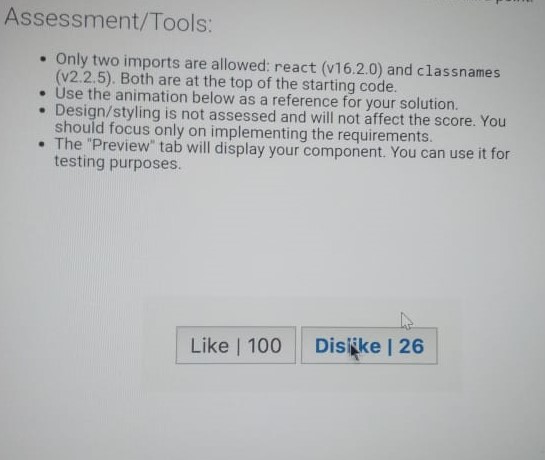 Assessment/Tools:
• Only two imports are allowed: react (v16.2.0) and classnames
(v2.2.5). Both are at the top of the starting code.
• Use the animation below as a reference for your solution.
• Design/styling is not assessed and will not affect the score. You
should focus only on implementing the requirements.
• The "Preview" tab will display your component. You can use it for
testing purposes.
Like | 100 Dislike | 26